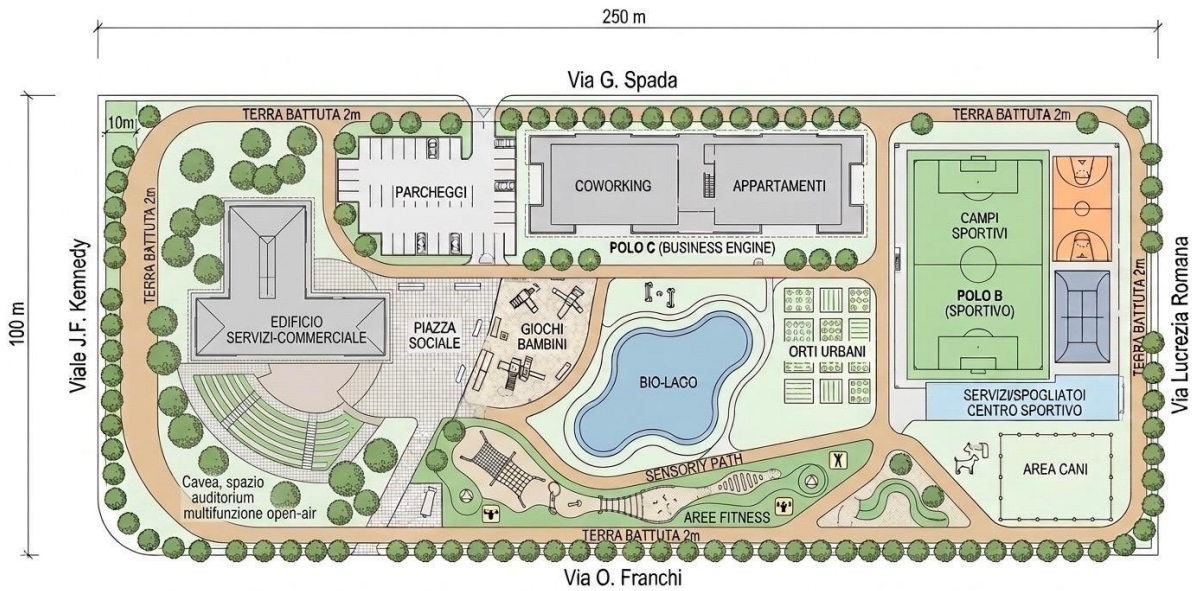 250 m
Via G. Spada
100 m
10m
TERRA BATTUTA 2m
TERRA BATTUTA 2m
PARCHEGGI
COWORKING
APPARTAMENTI
POLO C (BUSINESS ENGINE)
CAMPI
SPORTIVI
POLO B
(SPORTIVO)
Viale J.F. Kennedy
TERRA BATTUTA 2m
EDIFICIO
SERVIZI-COMMERCIALE
PIAZZA
SOCIALE
GIOCHI
BAMBINI
BIO-LAGO
ORTI URBANI
TERRA BATTUTA 2m
Via Lucrezia Romana
SERVIZI/SPOGLIATOI
CENTRO SPORTIVO
SENSORIY PATH
AREA CANI
Cavea, spazio
auditorium
multifunzione open-air
AREE FITNESS
TERRA BATTUTA 2m
Via O. Franchi